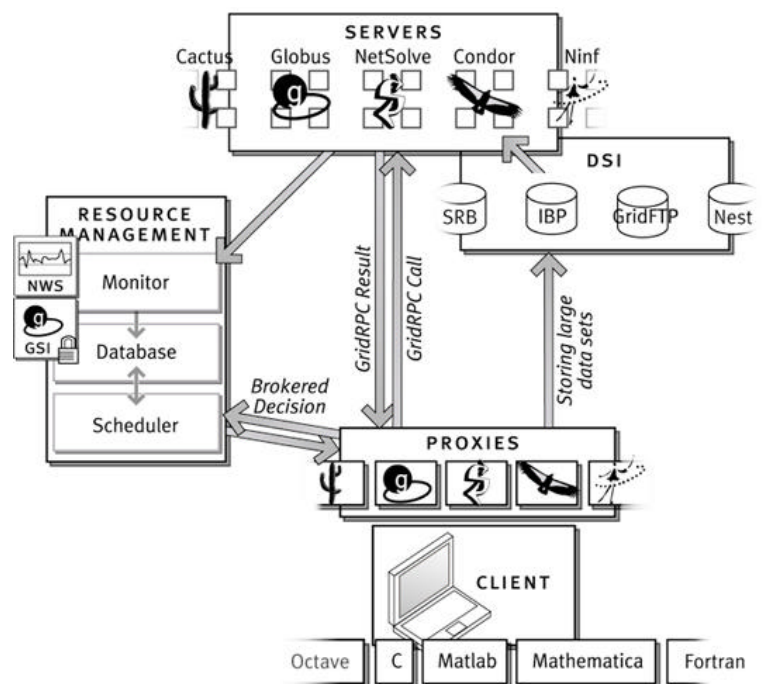 SERVERS
Cactus Globus NetSolve Condor Ninf
g
DSI
SRB IBP GridFTP Nest
RESOURCE
MANAGEMENT
NWS
Monitor
g
GSI
Database
Scheduler
GridRPC Result
GridRPC Call
Storing large
data sets
Brokered
Decision
PROXIES
g
CLIENT
Octave C Matlab Mathematica Fortran